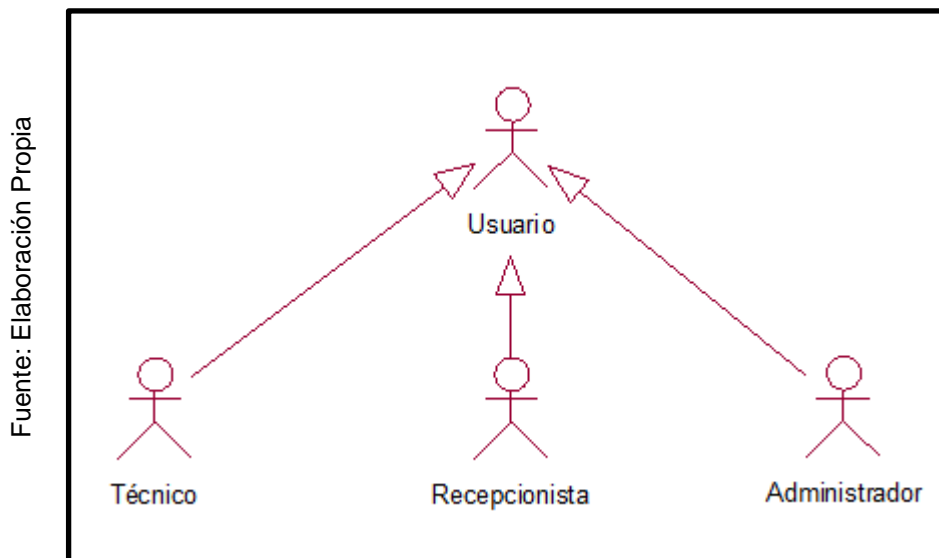 Fuente: Elaboración Propia
Usuario
Técnico
Recepcionista
Administrador